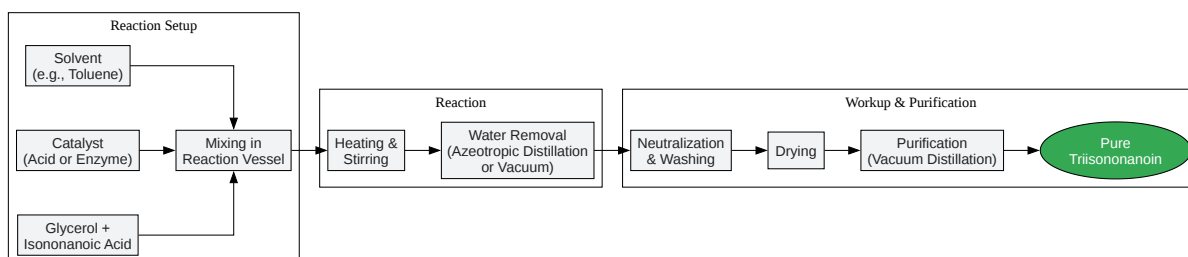 Reaction Setup
Solvent
(e.g., Toluene)
Catalyst
(Acid or Enzyme)
Glycerol +
Isononanoic Acid
Mixing in
Reaction Vessel
Reaction
Heating &
Stirring
Water Removal
(Azeotropic Distillation
or Vacuum)
Workup & Purification
Neutralization
& Washing
Drying
Purification
(Vacuum Distillation)
Pure
Triisononanoin